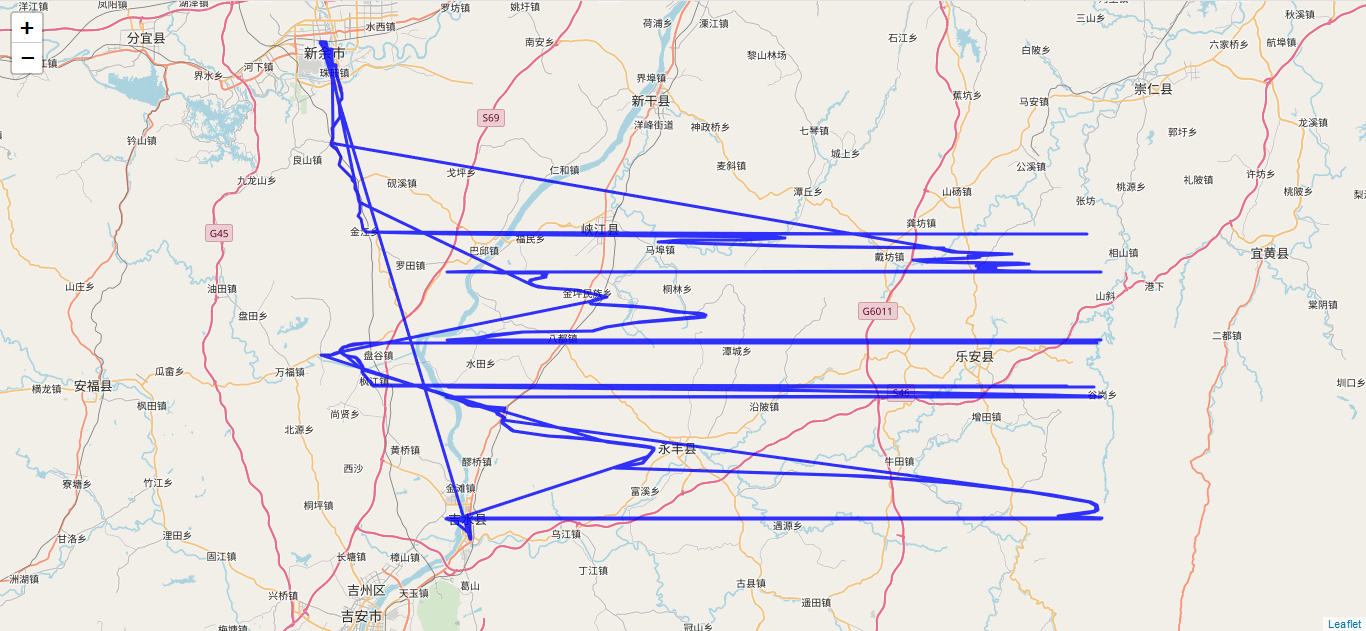 洋江镇
凤阳镇
湖泽镇
罗坊镇
姚圩镇
水西镇
荷浦乡
溧江镇
三山乡
秋溪镇
+
−
分宜县
新余市
珠珊镇
河下镇
界水乡
南安乡
黎山林场
石江乡
白陂乡
六家桥乡
航埠镇
界埠镇
新干县
崇仁县
蕉坑乡
马安镇
S69
洋峰街道
神政桥乡
七琴镇
郭圩乡
龙溪镇
钤山镇
良山镇
城上乡
九龙山乡
砚溪镇
戈坪乡
仁和镇
麦斜镇
潭丘乡
山砀镇
公溪镇
桃源乡
礼陂镇
许坊乡
桃陂乡
张坊
G45
金江乡
峡江县
福民乡
巴邱镇
马埠镇
龚坊镇
戴坊镇
相山镇
宜黄县
罗田镇
山庄乡
油田镇
金坪民族乡
桐林乡
港下
山斜
棠阴镇
盘田乡
G6011
八都镇
二都镇
盘谷镇
水田乡
潭城乡
乐安县
瓜畲乡
万福镇
枫江镇
横龙镇
安福县
S46
谷岗乡
圳口乡
枫田镇
尚贤乡
沿陂镇
增田镇
北源乡
黄桥镇
永丰县
西沙
醪桥镇
牛田镇
寮塘乡
竹江乡
金滩镇
富溪乡
桐坪镇
吉水县
遇源乡
甘洛乡
浬田乡
乌江镇
固江镇
长塘镇
樟山镇
丁江镇
洲湖镇
吉州区
天玉镇
葛山
古县镇
兴桥镇
遥田镇
吉安市
梅塘镇
冠山乡
Leaflet